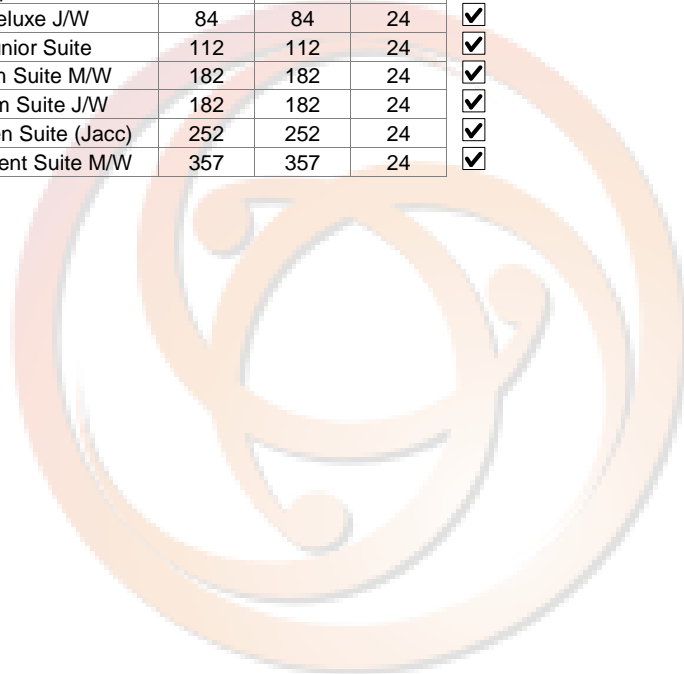 eluxe J/W 84 84 24
nior Suite 112 112 24
Suite M/W 182 182 24
m Suite J/W 182 182 24
en Suite (Jacc) 252 252 24
ent Suite M/W 357 357 24